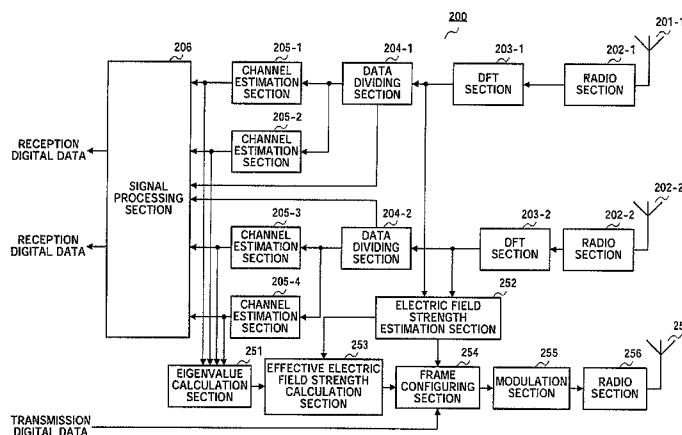 200
201-1
206
205-1
204-1
203-1
202-1
CHANNEL
ESTIMATION
SECTION
DATA
DIVIDING
SECTION
DFT
SECTION
RADIO
SECTION
205-2
CHANNEL
ESTIMATION
SECTION
RECEPTION
DIGITAL DATA
SIGNAL
PROCESSING
SECTION
202-2
205-3
204-2
203-2
202-2
RECEPTION
DIGITAL DATA
CHANNEL
ESTIMATION
SECTION
DATA
DIVIDING
SECTION
DFT
SECTION
RADIO
SECTION
205-4
252
CHANNEL
ESTIMATION
SECTION
ELECTRIC FIELD
STRENGTH
ESTIMATION SECTION
251
253
254
255
256
EIGENVALUE
CALCULATION
SECTION
EFFECTIVE ELECTRIC
FIELD STRENGTH
CALCULATION
SECTION
FRAME
CONFIGURING
SECTION
MODULATION
SECTION
RADIO
SECTION
TRANSMISSION
DIGITAL DATA